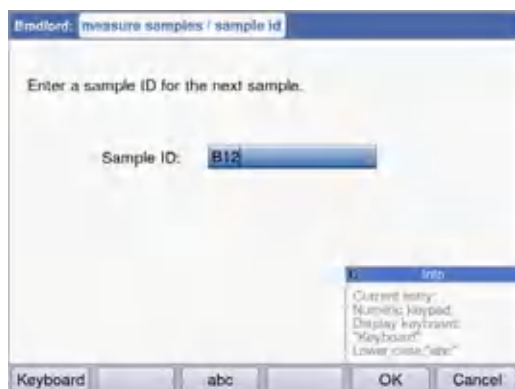 Bradford: measure samples / sample id
Enter a sample ID for the next sample.
Sample ID: B12
Info
Current entry:
Numeric keypad
Display keyboard:
"Keyboard"
Lower case:"abc"
Keyboard abc OK Cancel